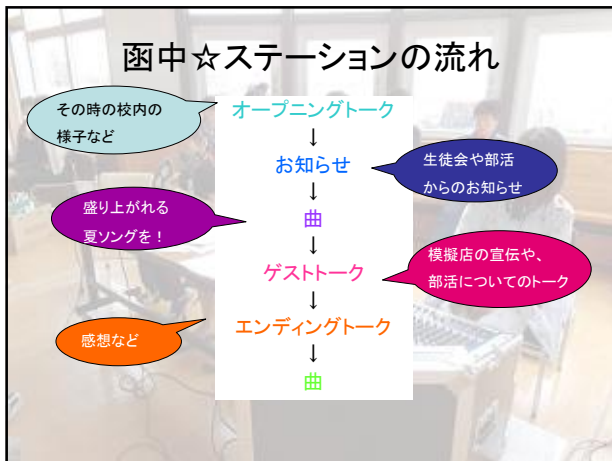 函中☆ステーションの流れ
その時の校内の
様子など
オープニングトーク
↓
お知らせ
生徒会や部活
からのお知らせ
↓
盛り上がれる
夏ソングを！
曲
↓
ゲストトーク
模擬店の宣伝や、
部活についてのトーク
↓
エンディングトーク
感想など
↓
曲